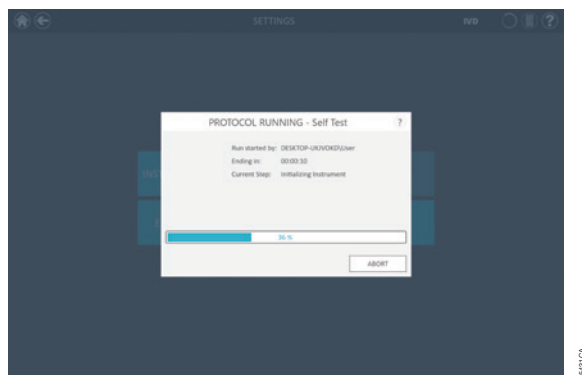 SETTINGS
IVD
?
PROTOCOL RUNNING - Self Test
?
Run started by: DESKTOP-UKJVOKD\User
Ending in: 00:00:10
Current Step: Initializing Instrument
36 %
ABORT